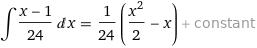 ∫ (x − 1)/24 dx = 1/24 (x²/2 − x) + constant